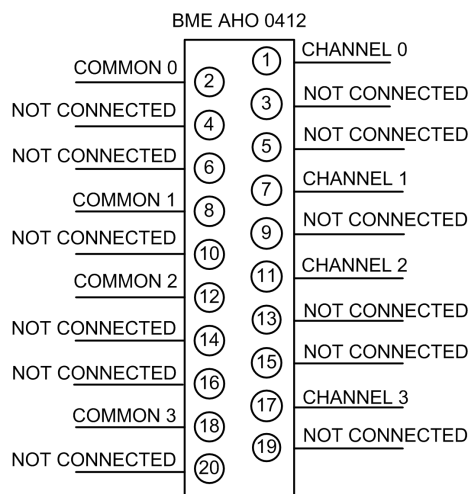 BME AHO 0412
1 CHANNEL 0
COMMON 0 2
3 NOT CONNECTED
NOT CONNECTED 4
5 NOT CONNECTED
NOT CONNECTED 6
7 CHANNEL 1
COMMON 1 8
9 NOT CONNECTED
NOT CONNECTED 10
11 CHANNEL 2
COMMON 2 12
13 NOT CONNECTED
NOT CONNECTED 14
15 NOT CONNECTED
NOT CONNECTED 16
17 CHANNEL 3
COMMON 3 18
19 NOT CONNECTED
NOT CONNECTED 20